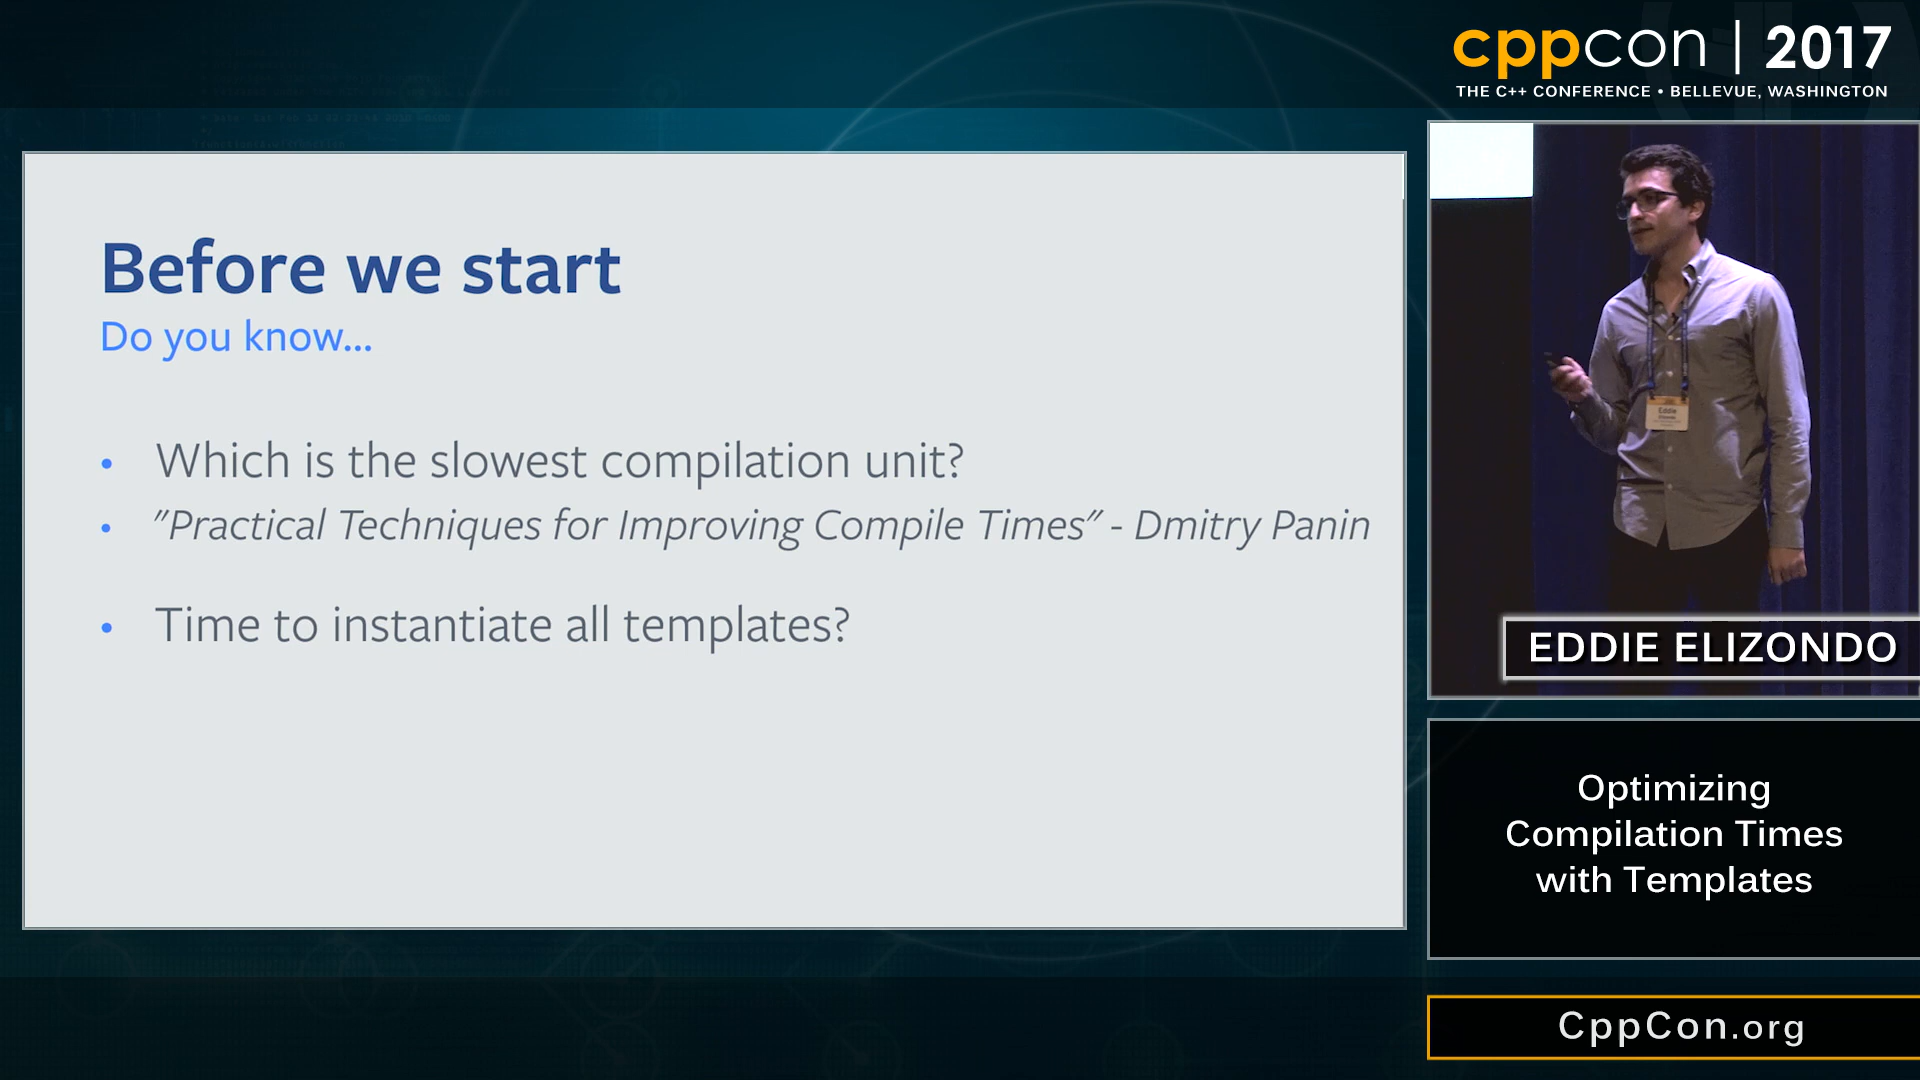 cppcon | 2017
THE C++ CONFERENCE • BELLEVUE, WASHINGTON
Before we start
Do you know...
• Which is the slowest compilation unit?
• "Practical Techniques for Improving Compile Times" - Dmitry Panin
• Time to instantiate all templates?
Eddie
EDDIE ELIZONDO
Optimizing
Compilation Times
with Templates
CppCon.org